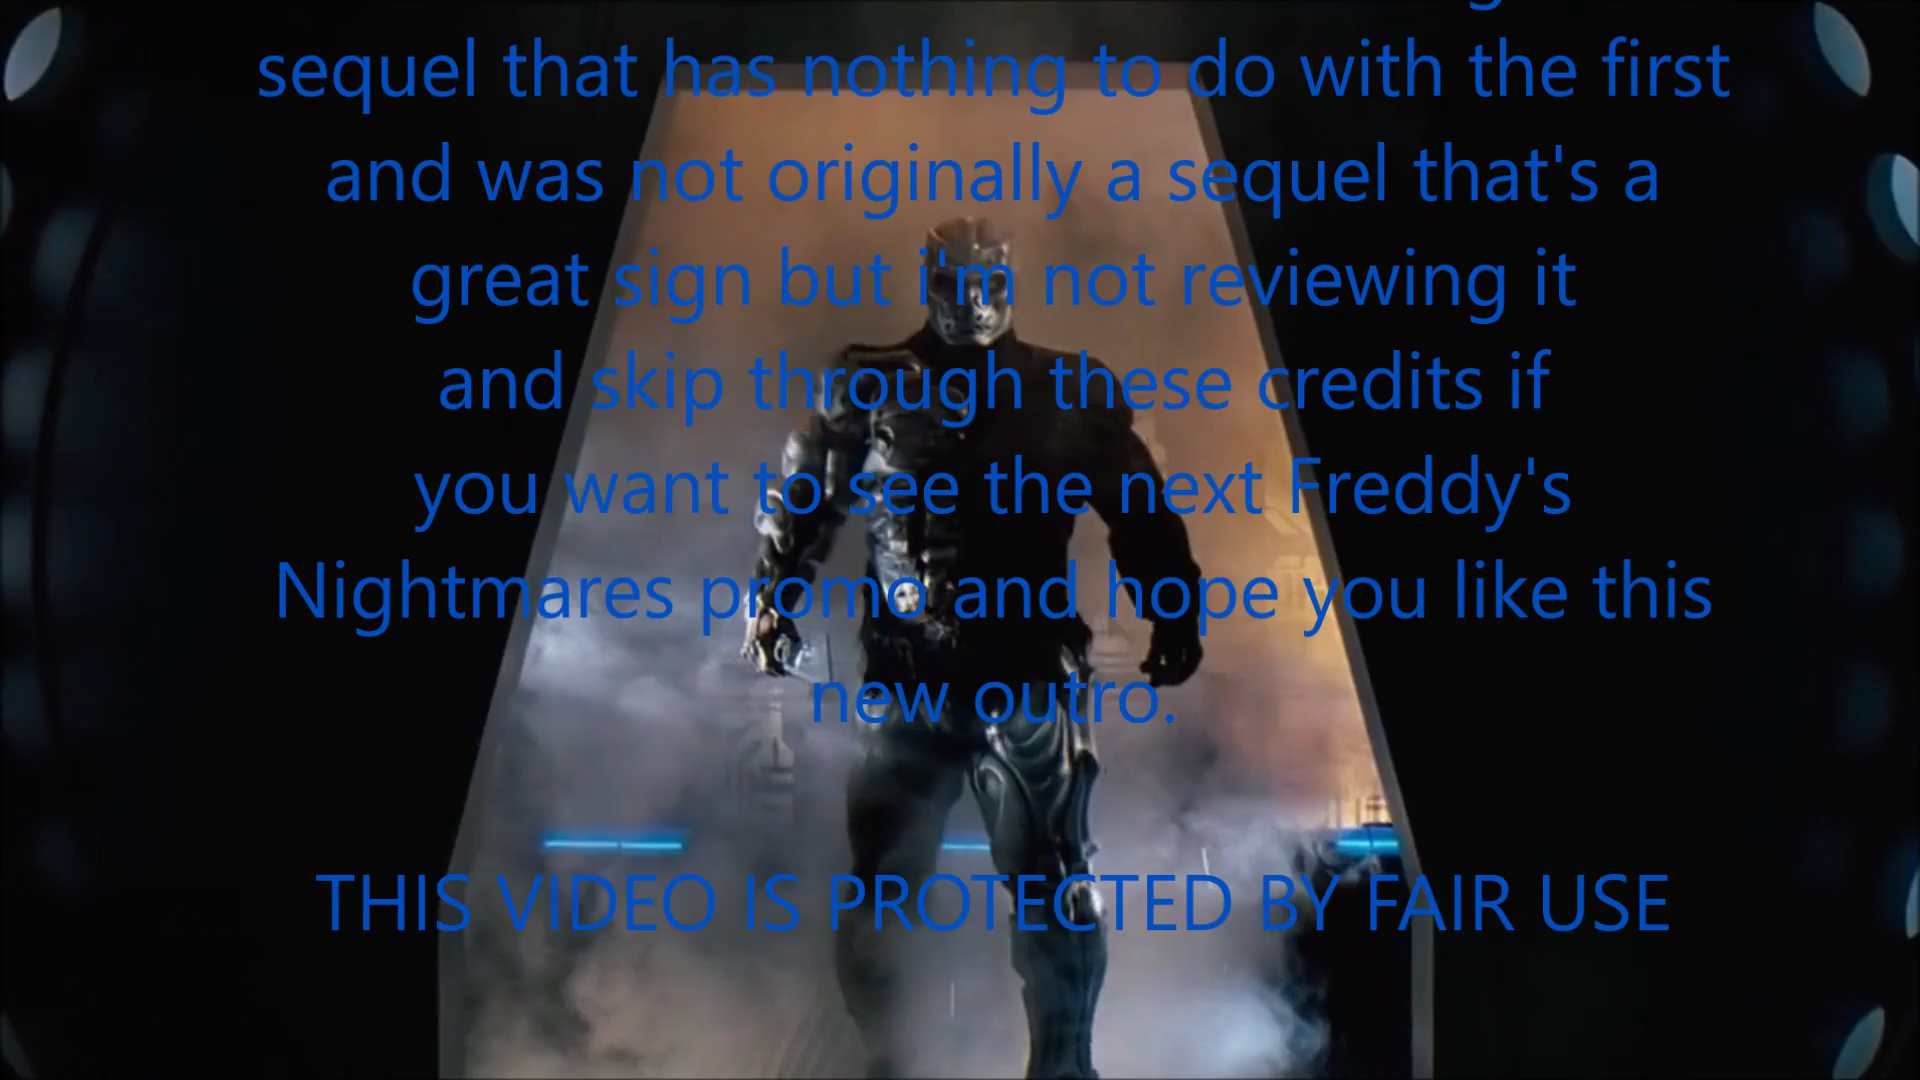 sequel that has nothing to do with the first
and was not originally a sequel that's a
great sign but i'm not reviewing it
and skip through these credits if
you want to see the next Freddy's
Nightmares promo and hope you like this
new outro.
THIS VIDEO IS PROTECTED BY FAIR USE